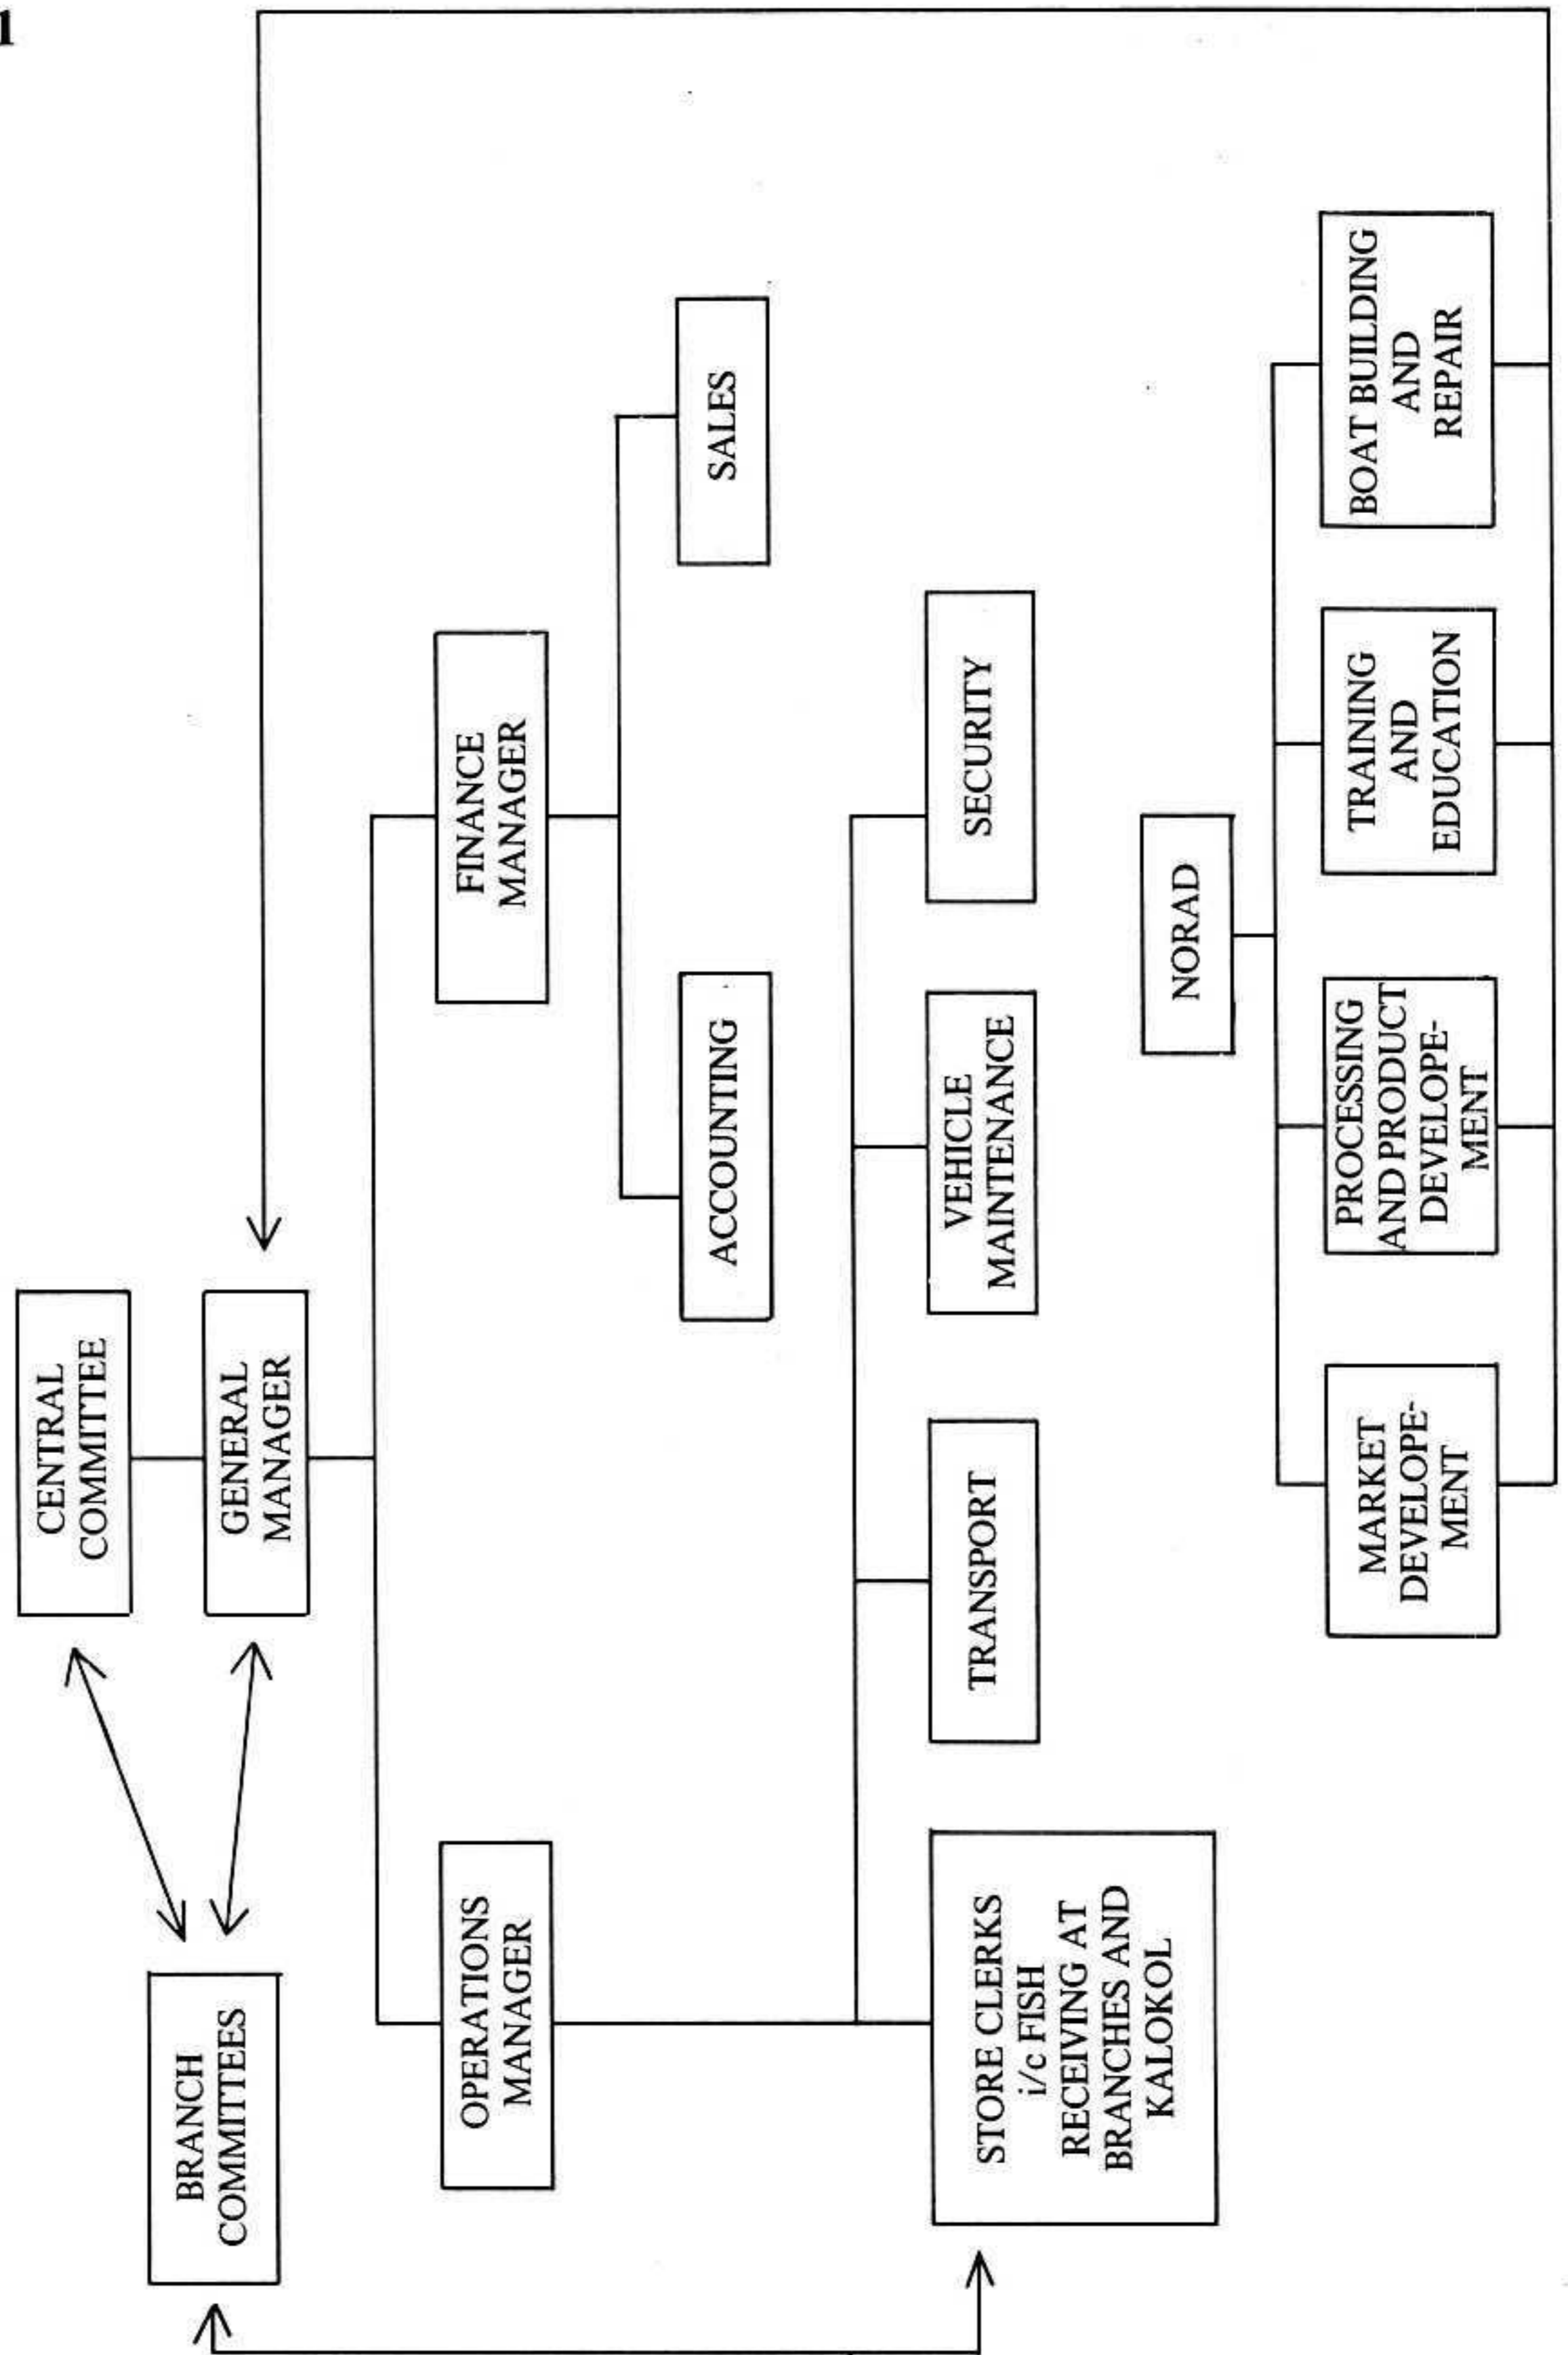 1
CENTRAL
COMMITTEE
BRANCH
COMMITTEES
GENERAL
MANAGER
OPERATIONS
MANAGER
FINANCE
MANAGER
ACCOUNTING
SALES
STORE CLERKS
i/c FISH
RECEIVING AT
BRANCHES AND
KALOKOL
TRANSPORT
VEHICLE
MAINTENANCE
SECURITY
NORAD
MARKET
DEVELOPE-
MENT
PROCESSING
AND PRODUCT
DEVELOPE-
MENT
TRAINING
AND
EDUCATION
BOAT BUILDING
AND
REPAIR